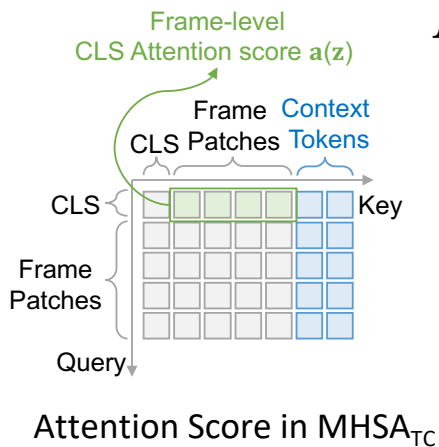 Frame-level
CLS Attention score a(z)
Frame
Patches
Context
Tokens
CLS
CLS
Key
Frame
Patches
Query
Attention Score in MHSA_TC